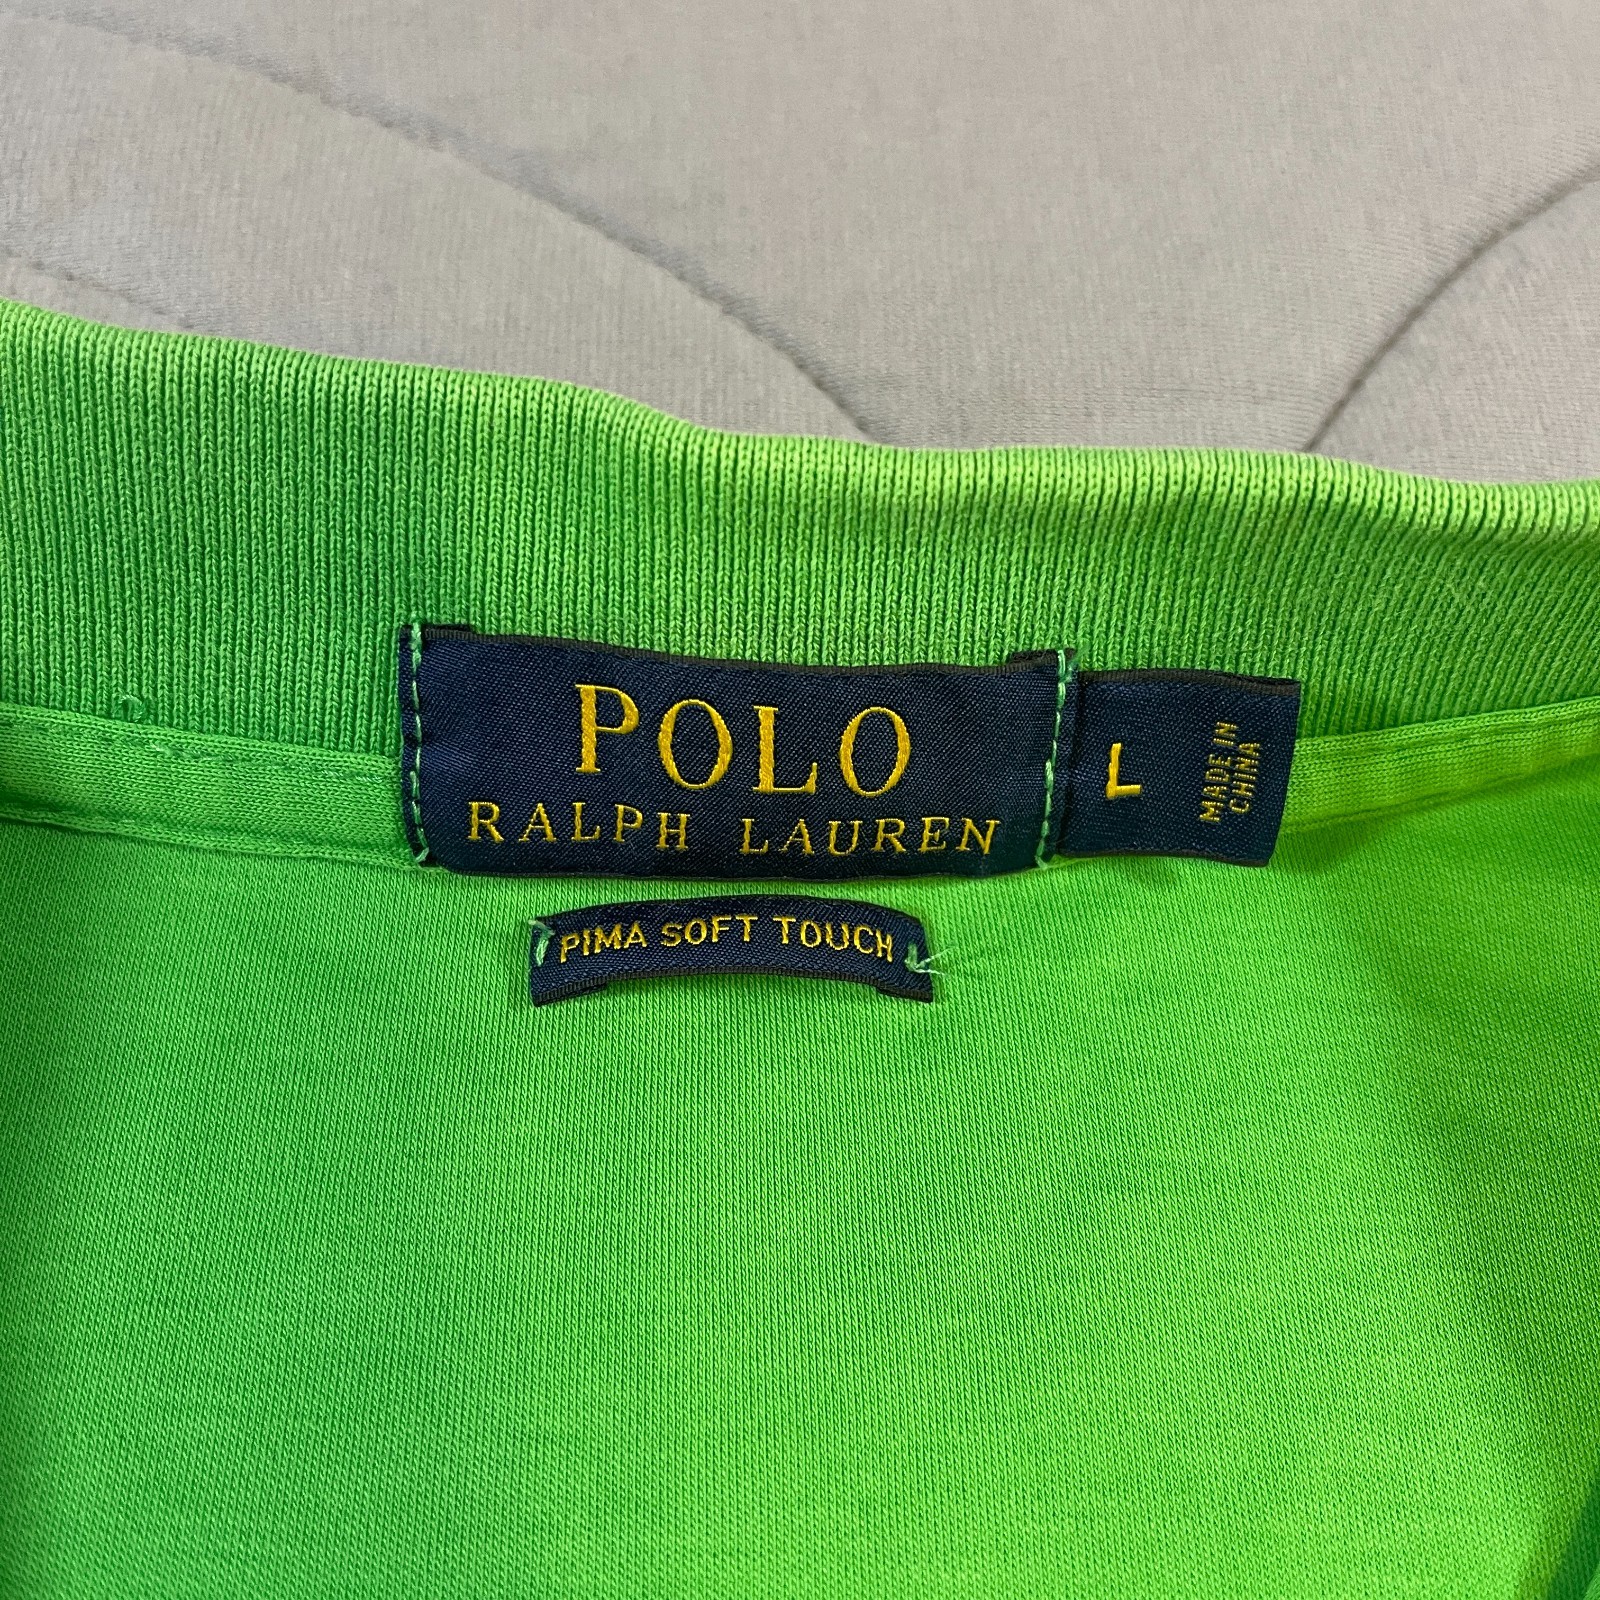 POLO
RALPH LAUREN
L
MADE IN
CHINA
PIMA SOFT TOUCH